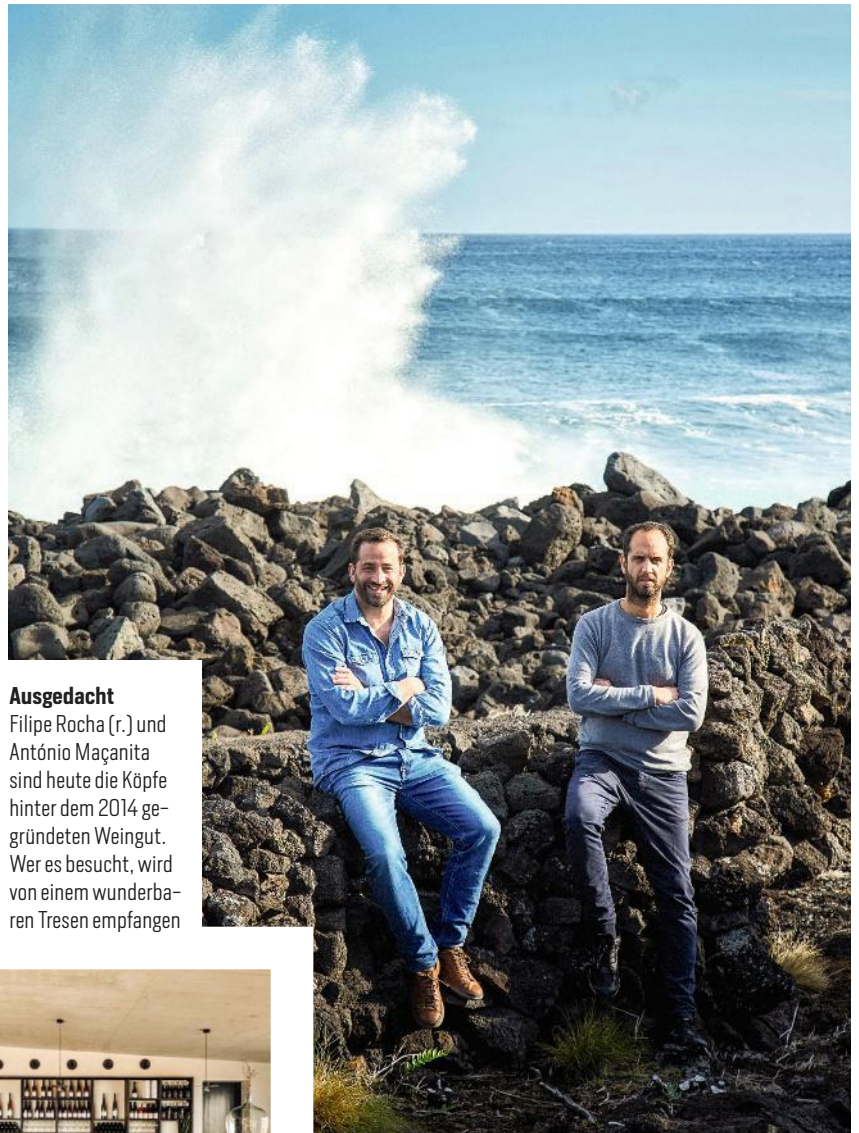 Ausgedacht
Filipe Rocha (r.) und
António Maçanita
sind heute die Köpfe
hinter dem 2014 ge-
gründeten Weingut.
Wer es besucht, wird
von einem wunderba-
ren Tresen empfangen